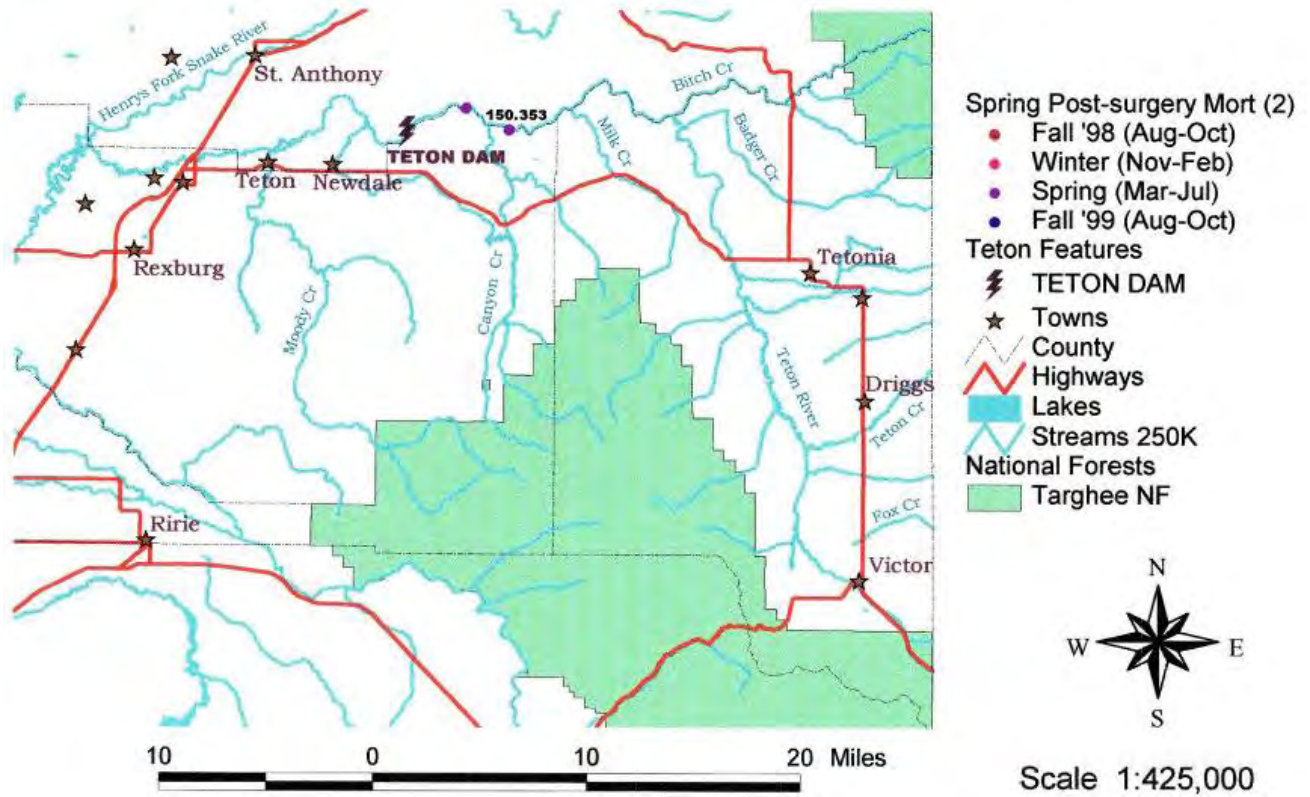 Henrys Fork Snake River
St. Anthony
Bitch Cr
150.353
TETON DAM
Milk Cr
Badger Cr
Teton
Newdale
Rexburg
Tetonia
Moody Cr
Canyon Cr
Teton River
Driggs
Teton Cr
Fox Cr
Ririe
Victor
10 0 10 20 Miles
Spring Post-surgery Mort (2)
Fall '98 (Aug-Oct)
Winter (Nov-Feb)
Spring (Mar-Jul)
Fall '99 (Aug-Oct)
Teton Features
TETON DAM
Towns
County
Highways
Lakes
Streams 250K
National Forests
Targhee NF
N
W E
S
Scale 1:425,000